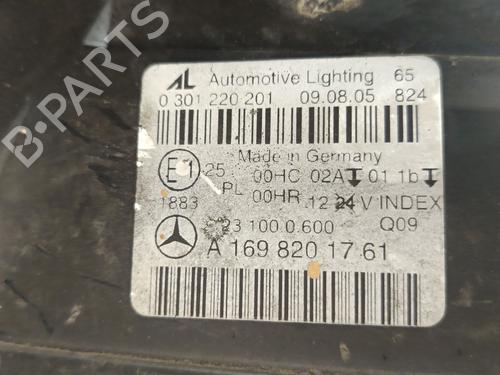 B-PARTS
AL Automotive Lighting 65
0 301 220 201 09.08.05 824
Made in Germany
E1 25 00HC 02A 01 1b
PL 00HR 12 24 V INDEX
1883
23 100 0.600 Q09
A 169 820 17 61